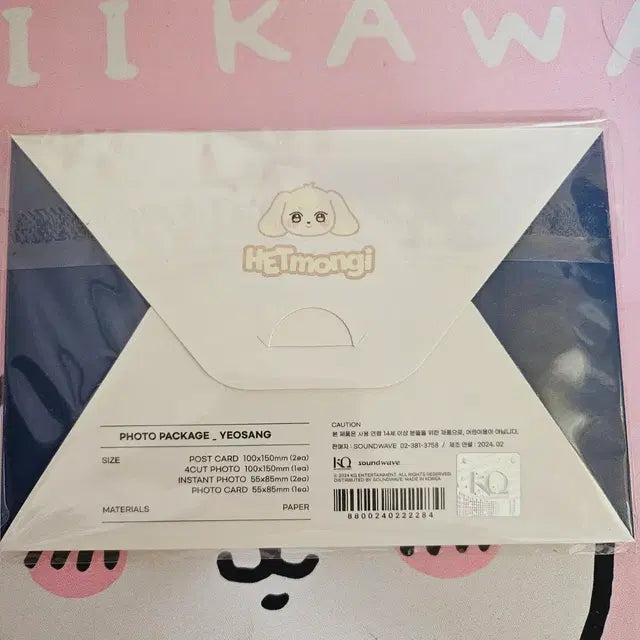 IIKAWA
HETmongi
PHOTO PACKAGE _ YEOSANG
SIZE
POST CARD 100x150mm (2ea)
4CUT PHOTO 100x150mm (1ea)
INSTANT PHOTO 55x85mm (2ea)
PHOTO CARD 55x85mm (1ea)
MATERIALS PAPER
CAUTION
본 제품은 사용 연령 14세 이상 분들을 위한 제품으로, 어린이용이 아닙니다.
판매자 : SOUNDWAVE 02-381-3758 / 제조 연월 : 2024. 02
KQ soundwave
© 2024 KQ ENTERTAINMENT. ALL RIGHTS RESERVED.
DISTRIBUTED BY SOUNDWAVE. MADE IN KOREA.
8800240222284
KQ